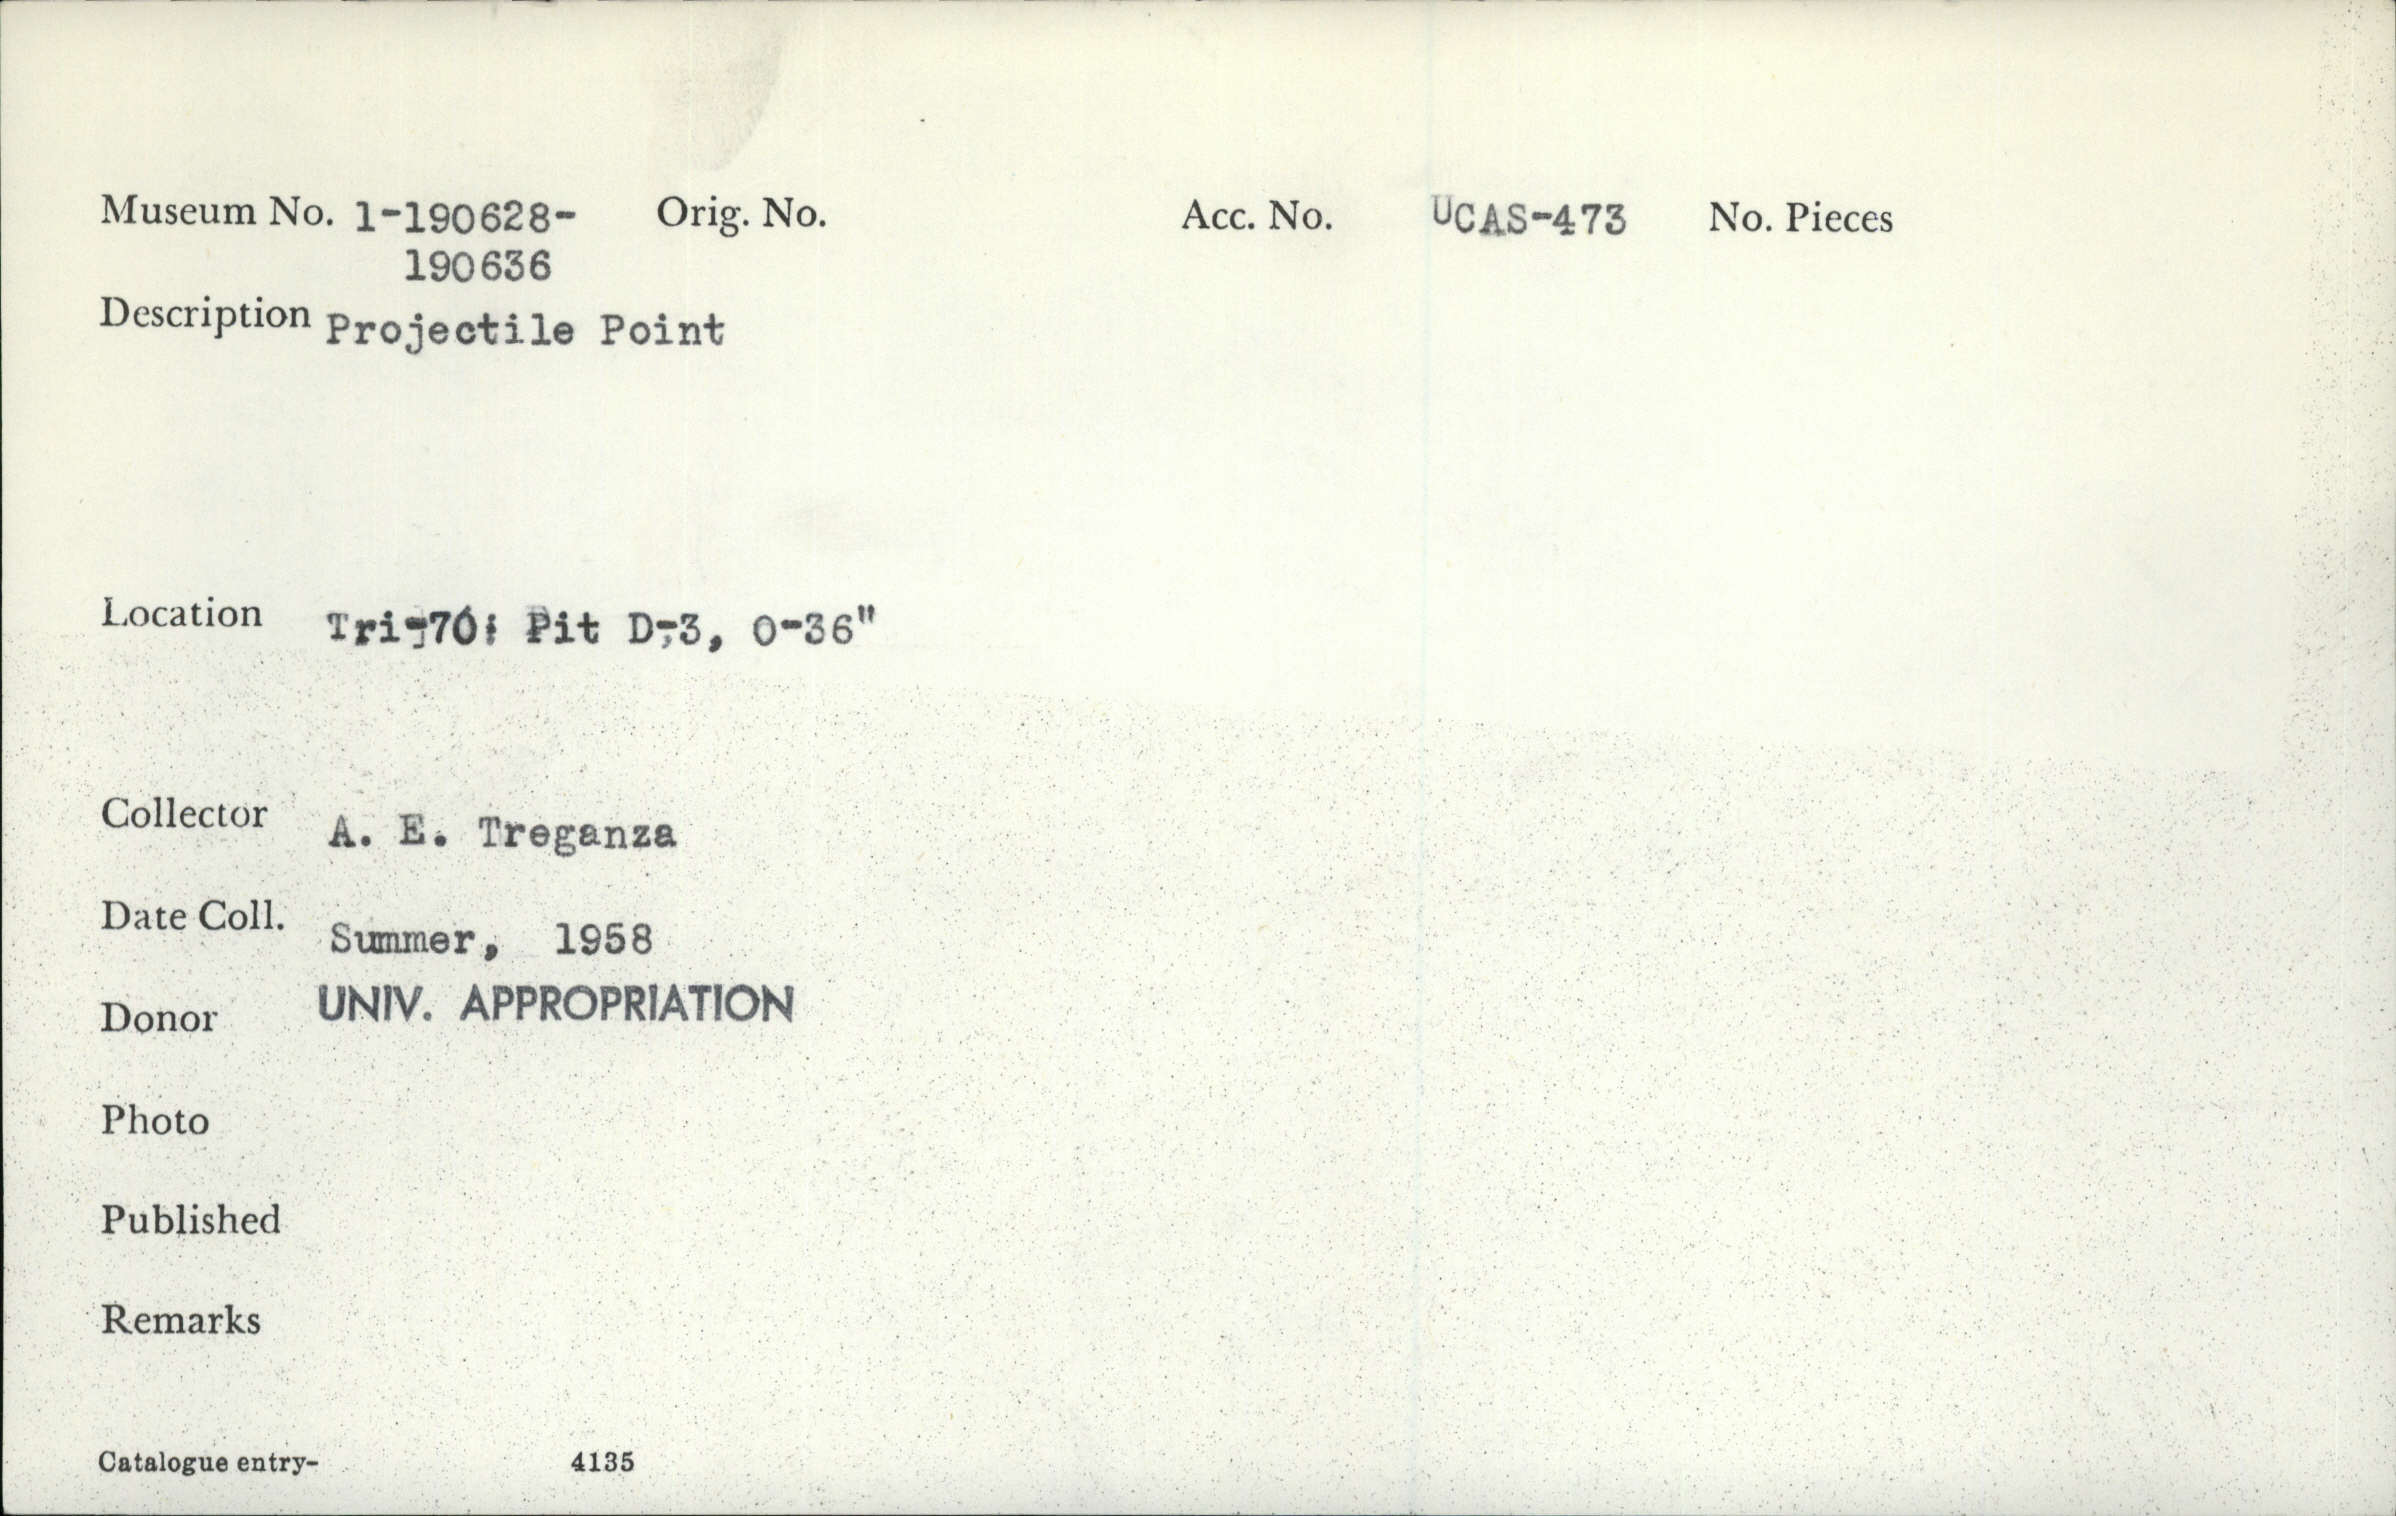 Museum No. 1-190628- Orig. No. Acc. No. UCAS-473 No. Pieces
190636
Description Projectile Point
Location Tri-70: Pit D-3, 0-36"
Collector A. E. Treganza
Date Coll. Summer, 1958
Donor UNIV. APPROPRIATION
Photo
Published
Remarks
Catalogue entry- 4135